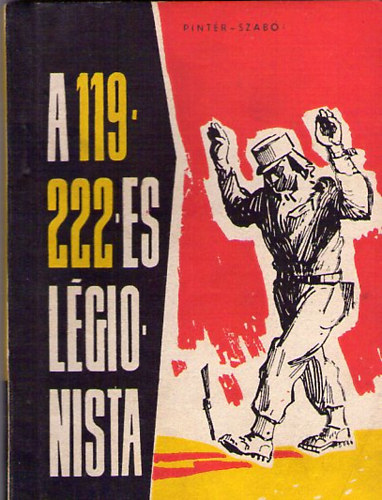 PINTÉR - SZABÓ:
A 119·
222·ES
LÉGIO·
NISTA